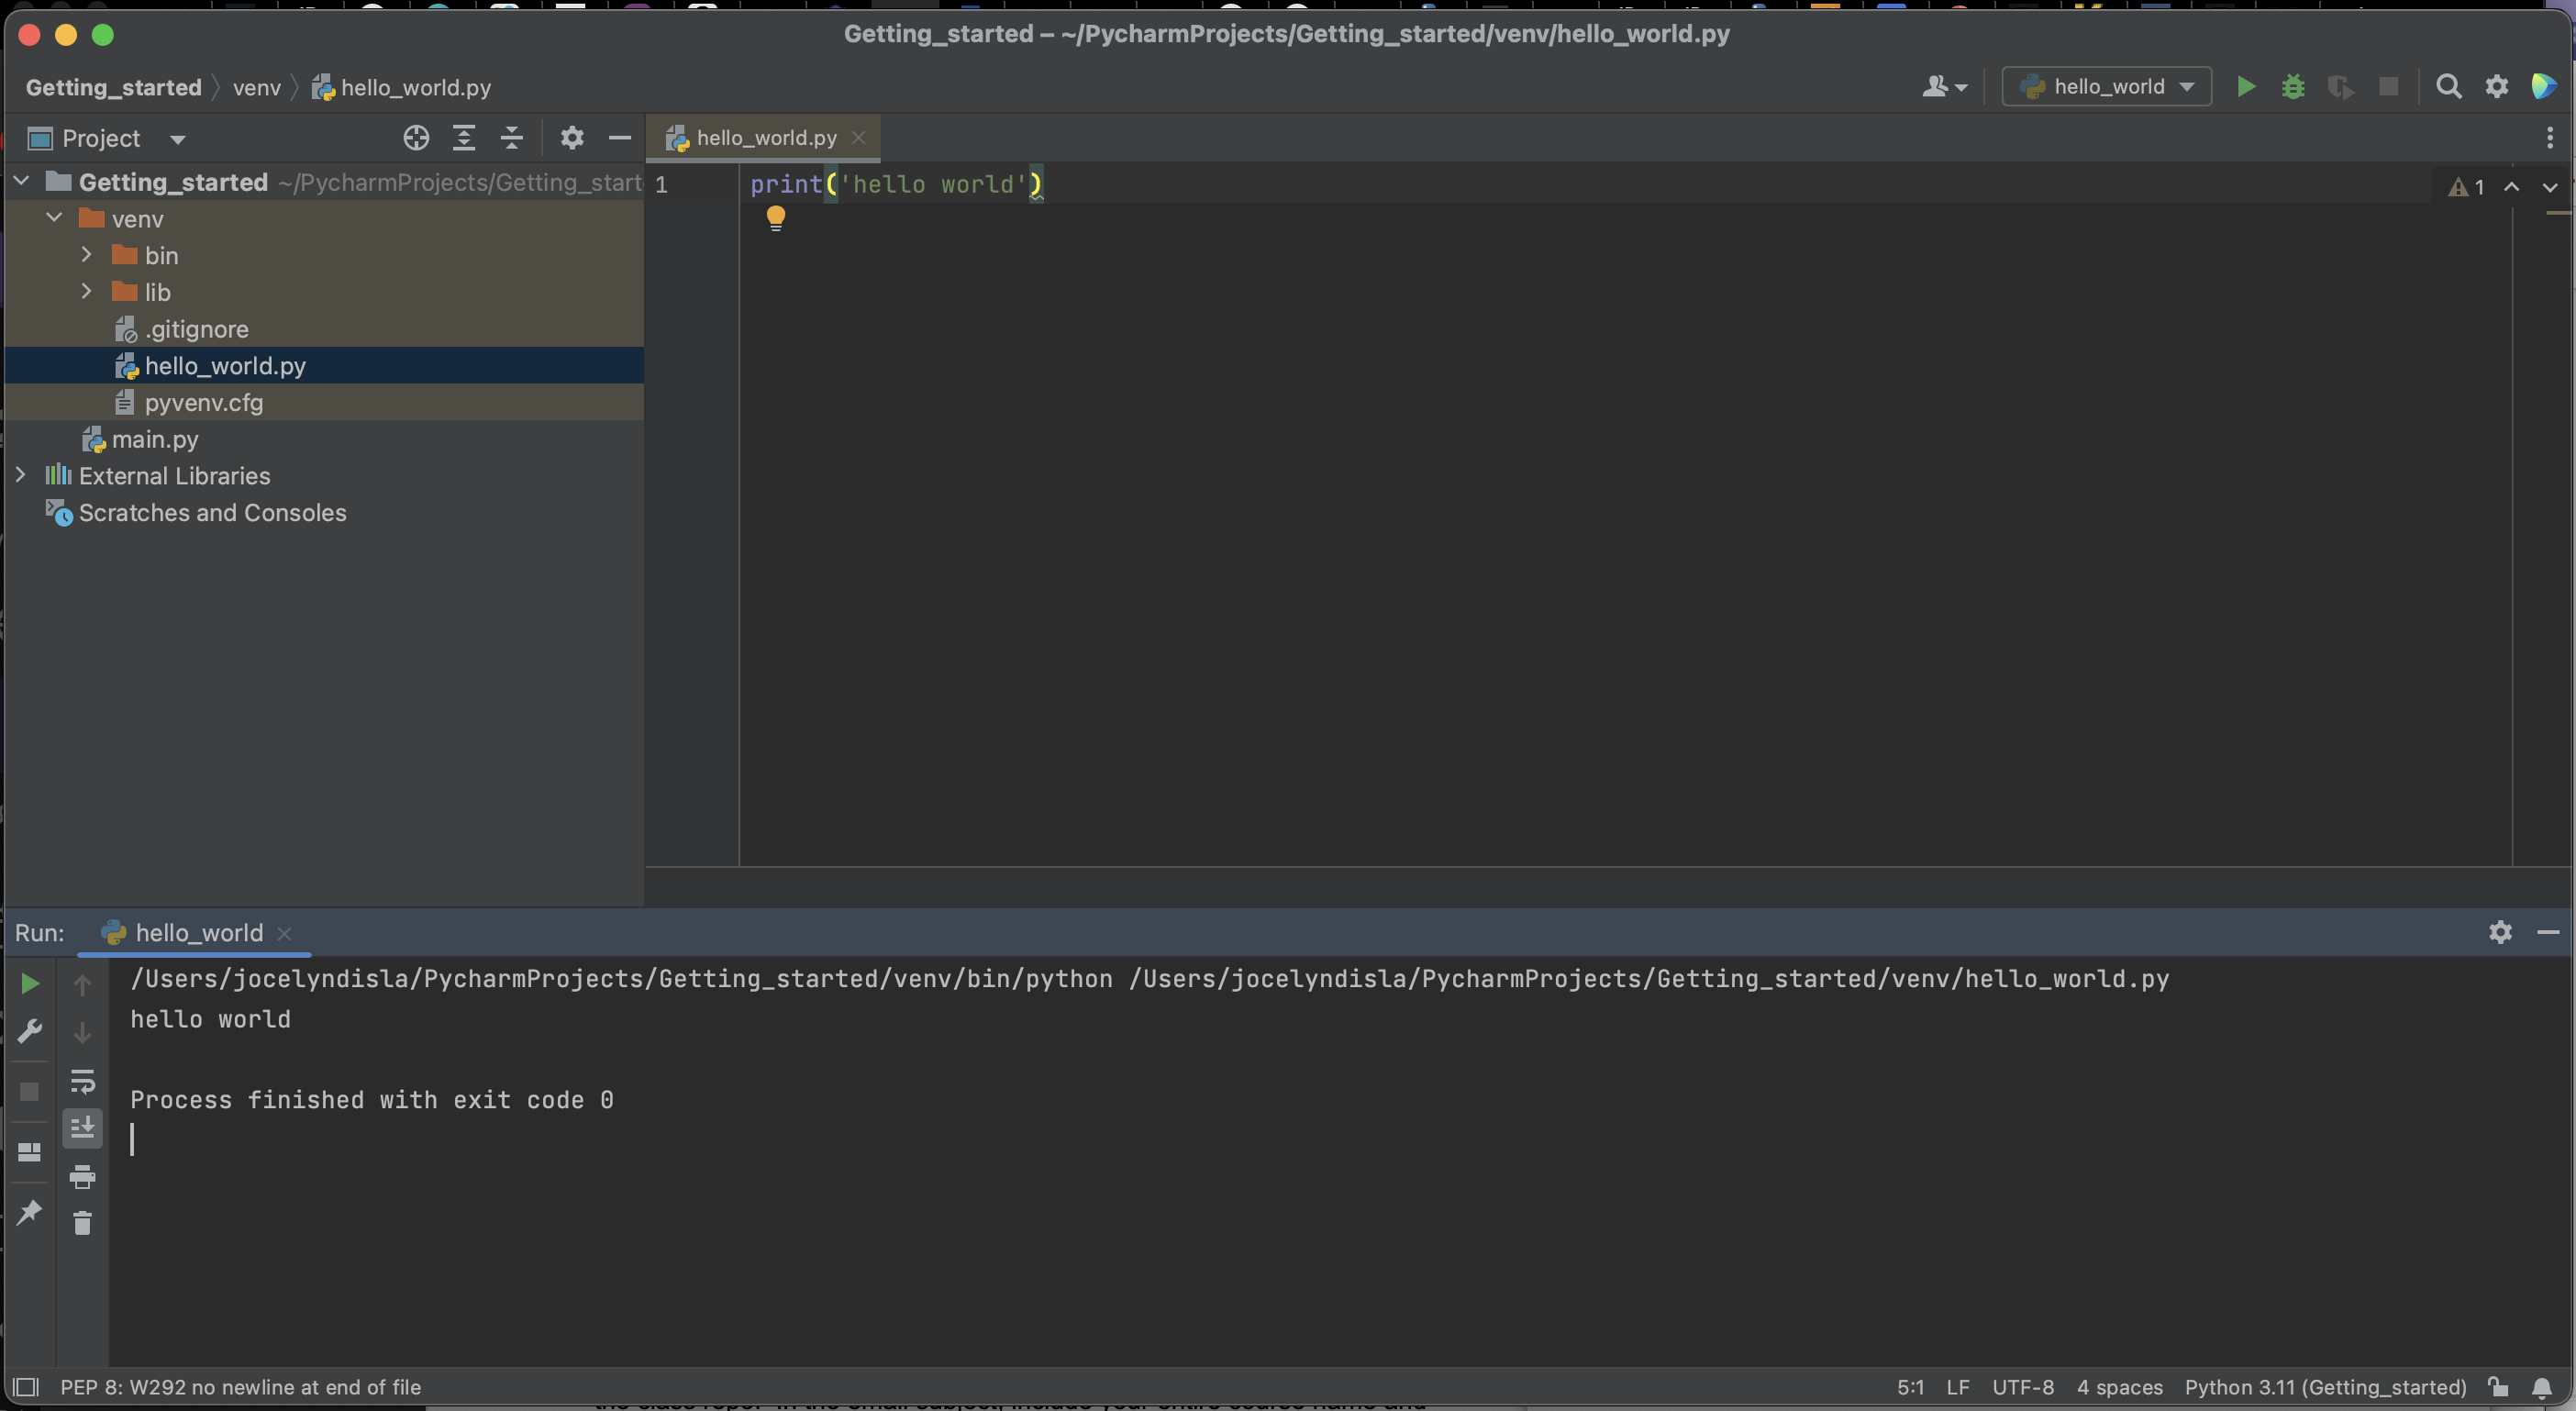 Getting_started – ~/PycharmProjects/Getting_started/venv/hello_world.py
Getting_started venv hello_world.py
hello_world
Project
hello_world.py
Getting_started ~/PycharmProjects/Getting_start
1 print('hello world')
1
venv
bin
lib
.gitignore
hello_world.py
pyvenv.cfg
main.py
External Libraries
Scratches and Consoles
Run: hello_world
/Users/jocelyndisla/PycharmProjects/Getting_started/venv/bin/python /Users/jocelyndisla/PycharmProjects/Getting_started/venv/hello_world.py
hello world
Process finished with exit code 0
PEP 8: W292 no newline at end of file
5:1 LF UTF-8 4 spaces Python 3.11 (Getting_started)